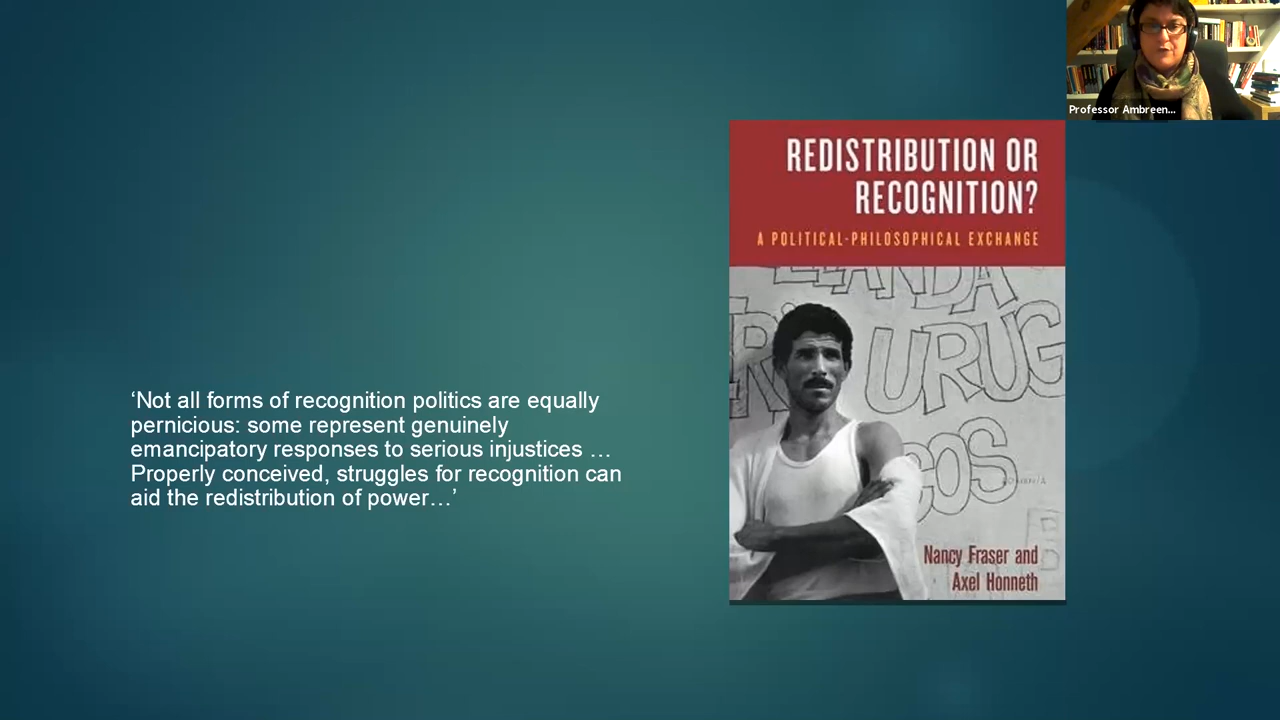 Professor Ambreen...
REDISTRIBUTION OR
RECOGNITION?
A POLITICAL-PHILOSOPHICAL EXCHANGE
URUG
COS
Nancy Fraser and
Axel Honneth
‘Not all forms of recognition politics are equally
pernicious: some represent genuinely
emancipatory responses to serious injustices …
Properly conceived, struggles for recognition can
aid the redistribution of power…’